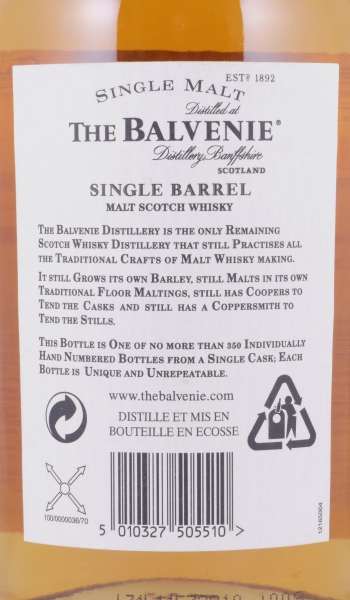 ESTD 1892
SINGLE MALT
Distilled at
THE BALVENIE®
Distillery, Banffshire
SCOTLAND
SINGLE BARREL
MALT SCOTCH WHISKY
THE BALVENIE DISTILLERY IS THE ONLY REMAINING
SCOTCH WHISKY DISTILLERY THAT STILL PRACTISES ALL
THE TRADITIONAL CRAFTS OF MALT WHISKY MAKING.
IT STILL GROWS ITS OWN BARLEY, STILL MALTS IN ITS OWN
TRADITIONAL FLOOR MALTINGS, STILL HAS COOPERS TO
TEND THE CASKS AND STILL HAS A COPPERSMITH TO
TEND THE STILLS.
THIS BOTTLE IS ONE OF NO MORE THAN 350 INDIVIDUALLY
HAND NUMBERED BOTTLES FROM A SINGLE CASK; EACH
BOTTLE IS UNIQUE AND UNREPEATABLE.
www.thebalvenie.com
DISTILLE ET MIS EN
BOUTEILLE EN ECOSSE
100/0000036/70
5 010327 505510 >
12165004